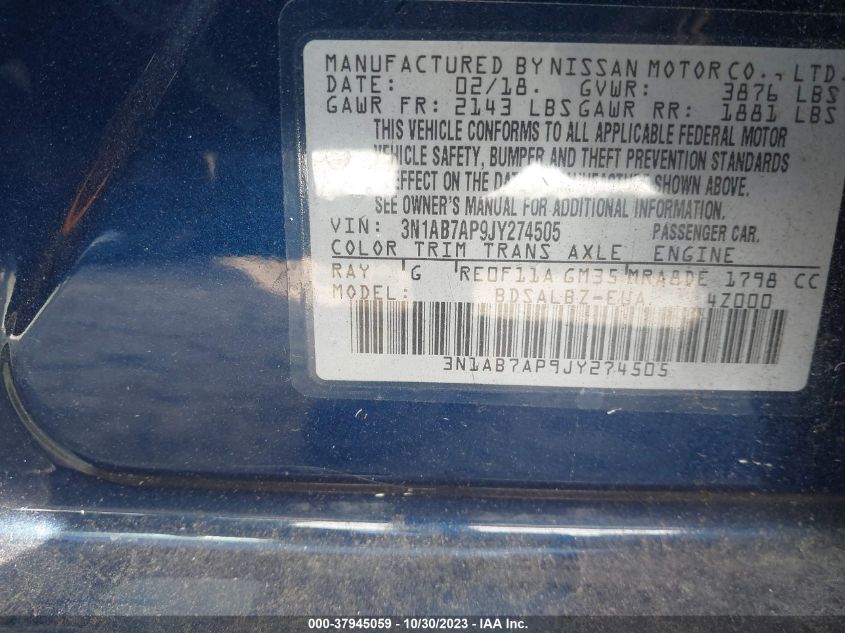 MANUFACTURED BY NISSAN MOTOR CO., LTD.
DATE: 02/18. GVWR: 3876 LBS
GAWR FR: 2143 LBS GAWR RR: 1881 LBS
THIS VEHICLE CONFORMS TO ALL APPLICABLE FEDERAL MOTOR
VEHICLE SAFETY, BUMPER AND THEFT PREVENTION STANDARDS
EFFECT ON THE SHOWN ABOVE.
SEE OWNER'S MANUAL FOR ADDITIONAL INFORMATION.
VIN: 3N1AB7AP9JY274505 PASSENGER CAR.
COLOR TRIM TRANS AXLE ENGINE
RAY G RE0F11A GM35 MRA8DE 1798 CC
MODEL: BDSALBZ-EUA 4Z000
3N1AB7AP9JY274505
000-37945059 - 10/30/2023 - IAA Inc.